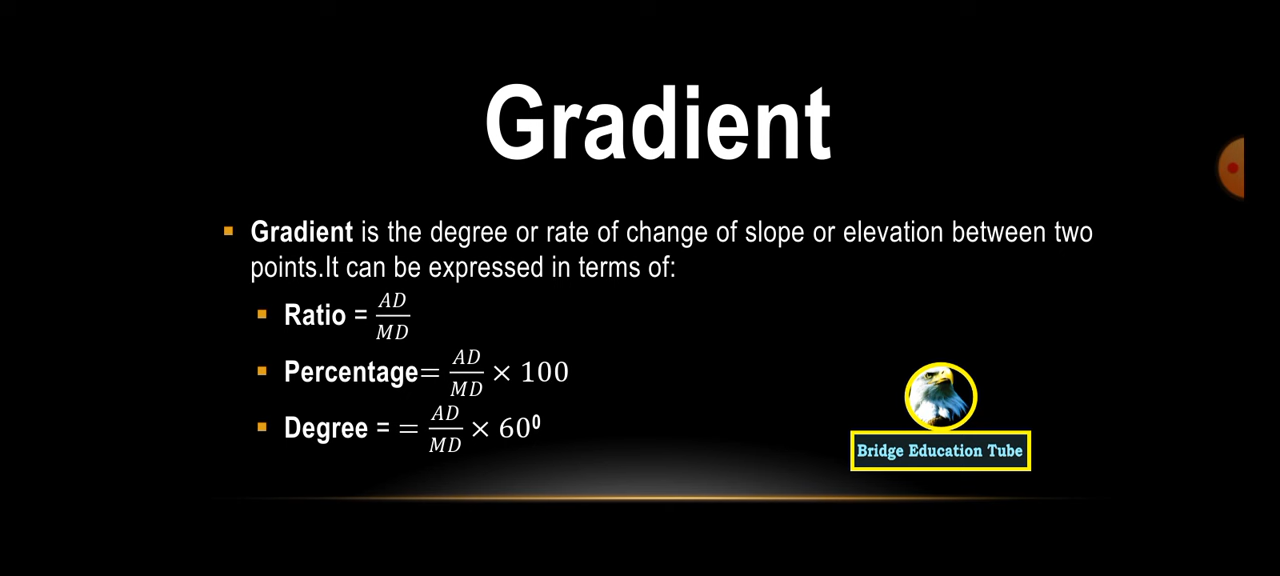 Gradient
▪ Gradient is the degree or rate of change of slope or elevation between two
points.It can be expressed in terms of:
▪ Ratio = AD/MD
▪ Percentage= AD/MD × 100
▪ Degree = = AD/MD × 60⁰
Bridge Education Tube